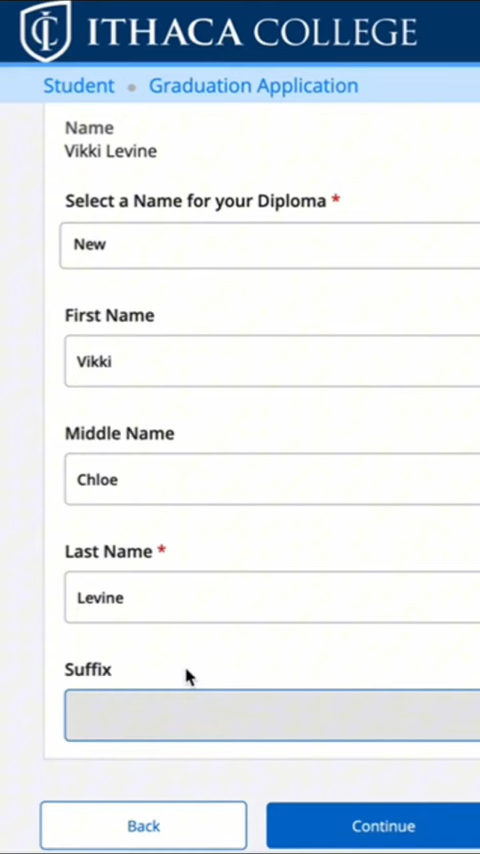 ITHACA COLLEGE
Student • Graduation Application
Name
Vikki Levine
Select a Name for your Diploma *
New
First Name
Vikki
Middle Name
Chloe
Last Name *
Levine
Suffix
Back Continue